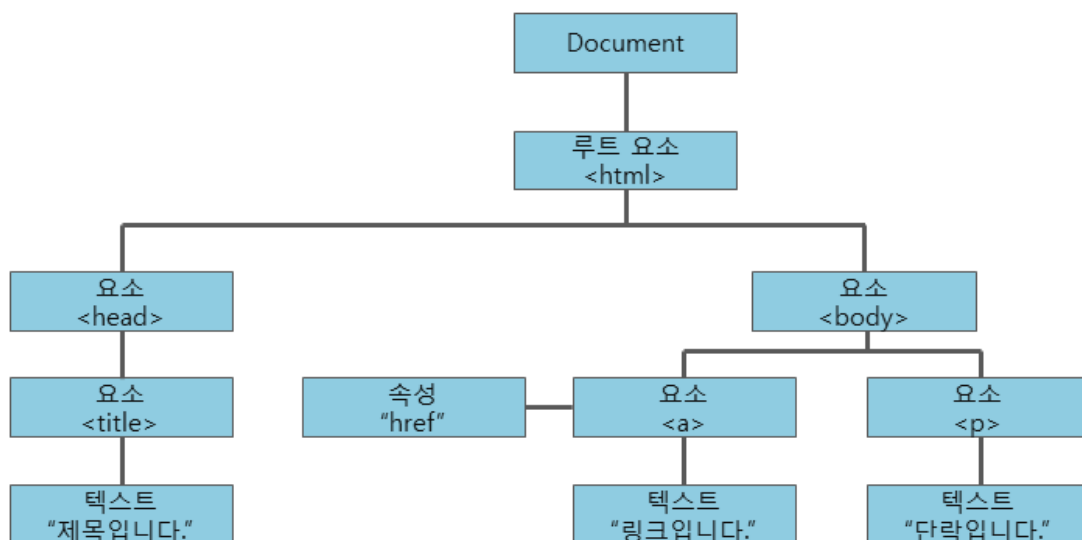 Document
루트 요소
<html>
요소
<head>
요소
<body>
요소
<title>
속성
"href"
요소
<a>
요소
<p>
텍스트
"제목입니다."
텍스트
"링크입니다."
텍스트
"단락입니다."